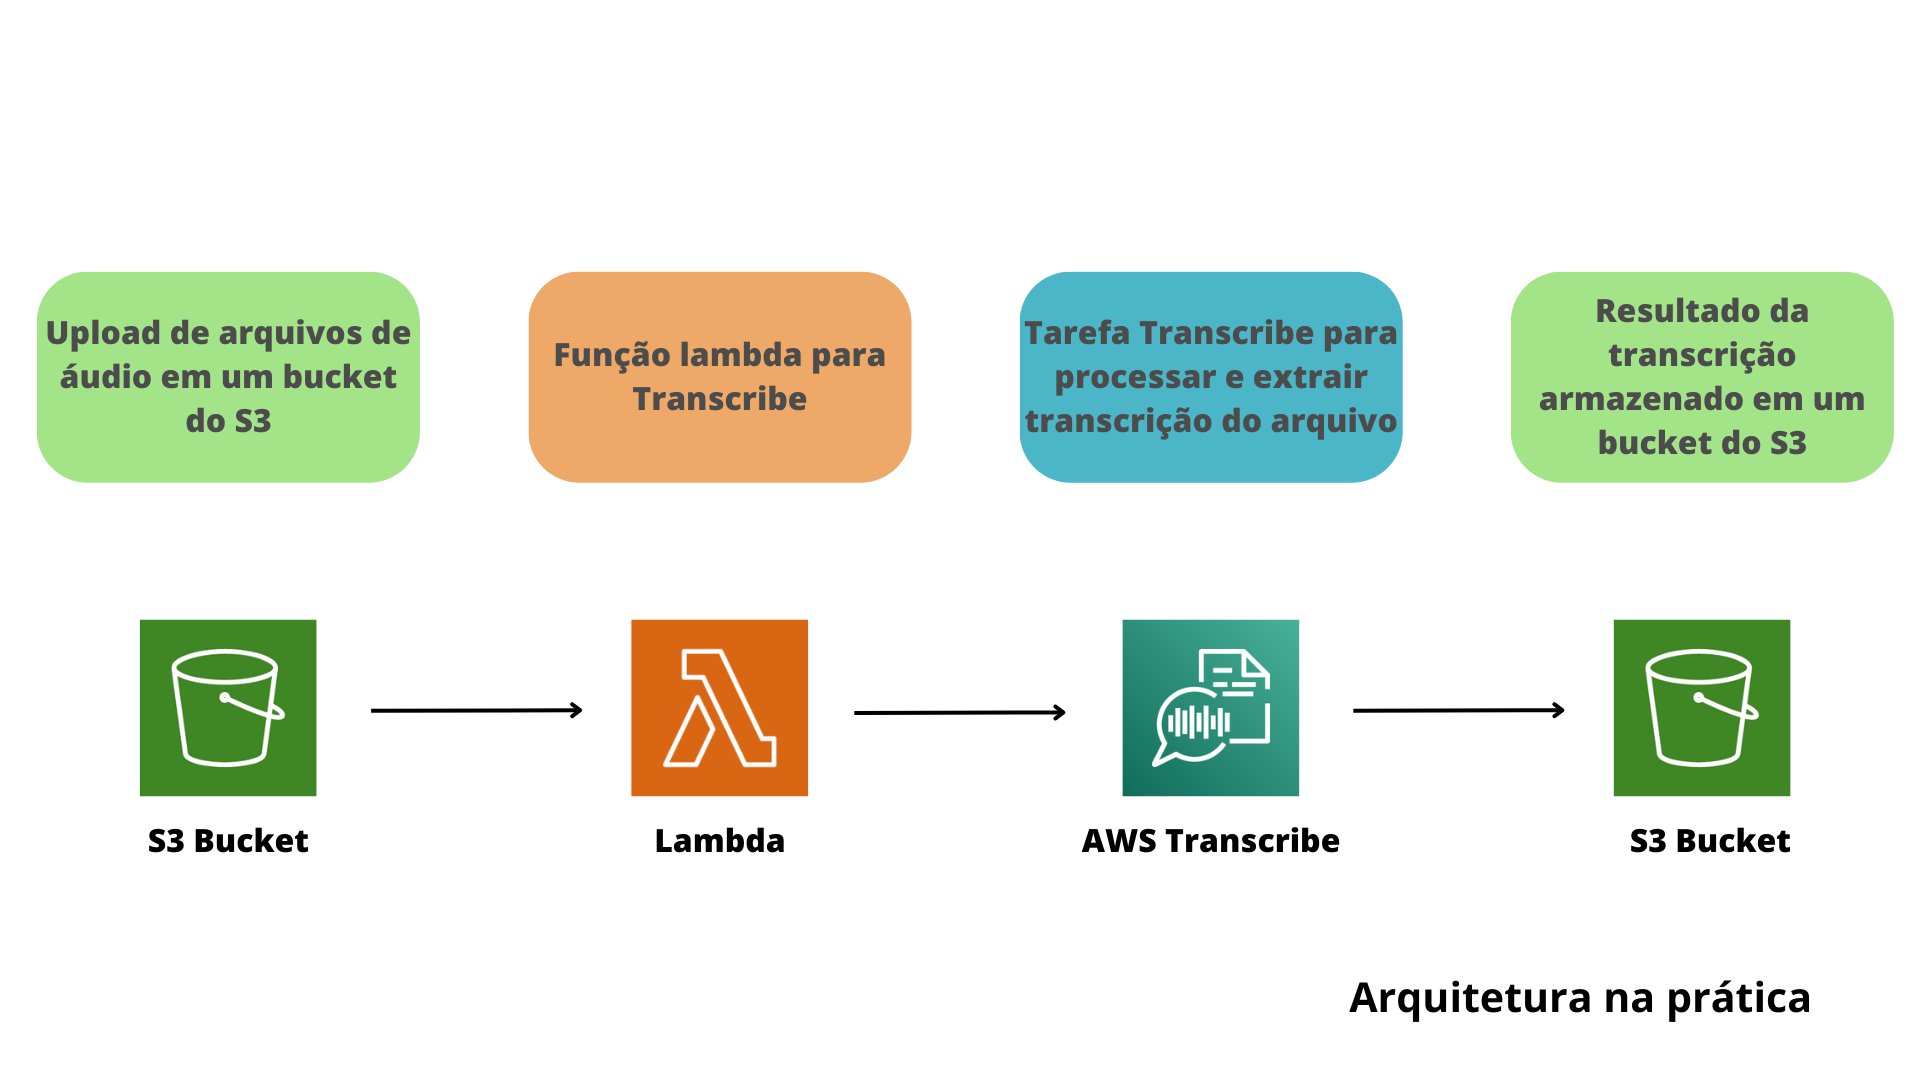 Upload de arquivos de
áudio em um bucket
do S3
Função lambda para
Transcribe
Tarefa Transcribe para
processar e extrair
transcrição do arquivo
Resultado da
transcrição
armazenado em um
bucket do S3
S3 Bucket
Lambda
AWS Transcribe
S3 Bucket
Arquitetura na prática